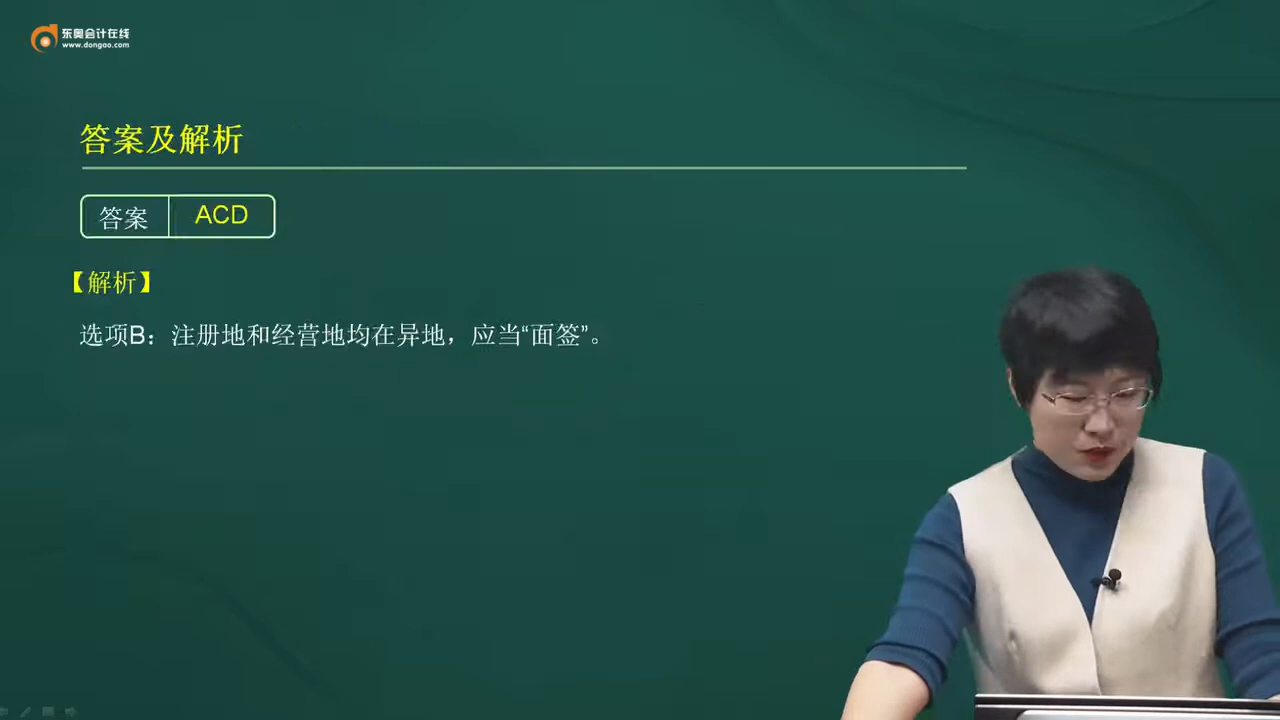 东奥会计在线
www.dongao.com
答案及解析
答案 ACD
【解析】
选项B：注册地和经营地均在异地，应当“面签”。